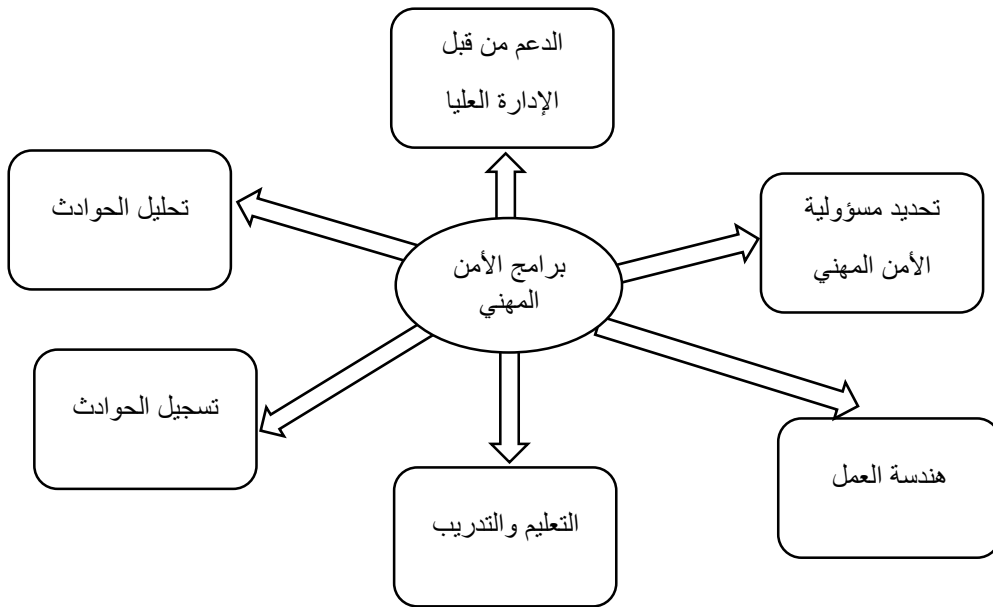 الدعم من قبل
الإدارة العليا
تحديد مسؤولية
الأمن المهني
تحليل الحوادث
برامج الأمن
المهني
تسجيل الحوادث
هندسة العمل
التعليم والتدريب